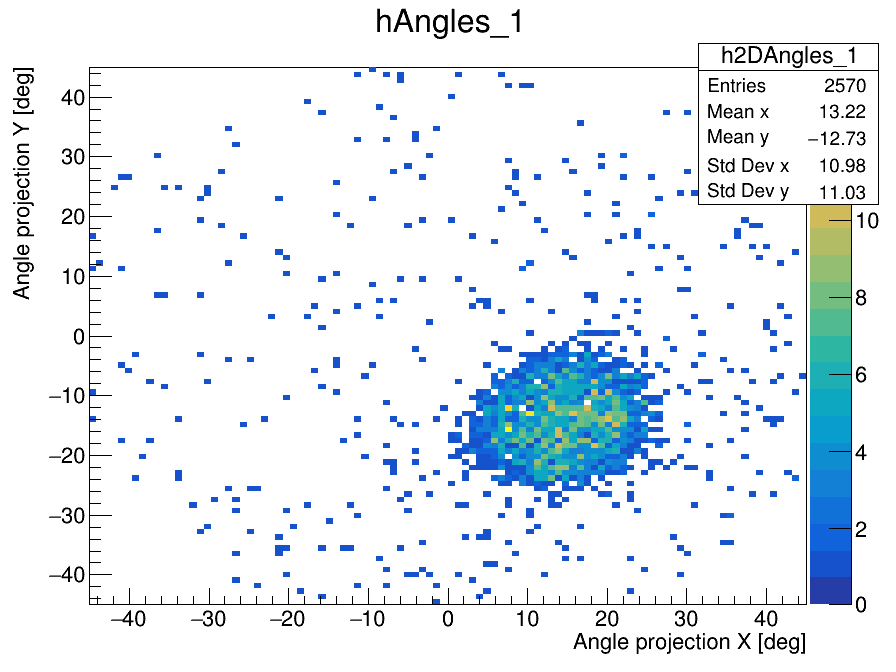 hAngles_1
h2DAngles_1
Entries 2570
Mean x 13.22
Mean y −12.73
Std Dev x 10.98
Std Dev y 11.03
Angle projection Y [deg]
40
30
20
10
0
−10
−20
−30
−40
−40 −30 −20 −10 0 10 20 30 40
Angle projection X [deg]
10
8
6
4
2
0